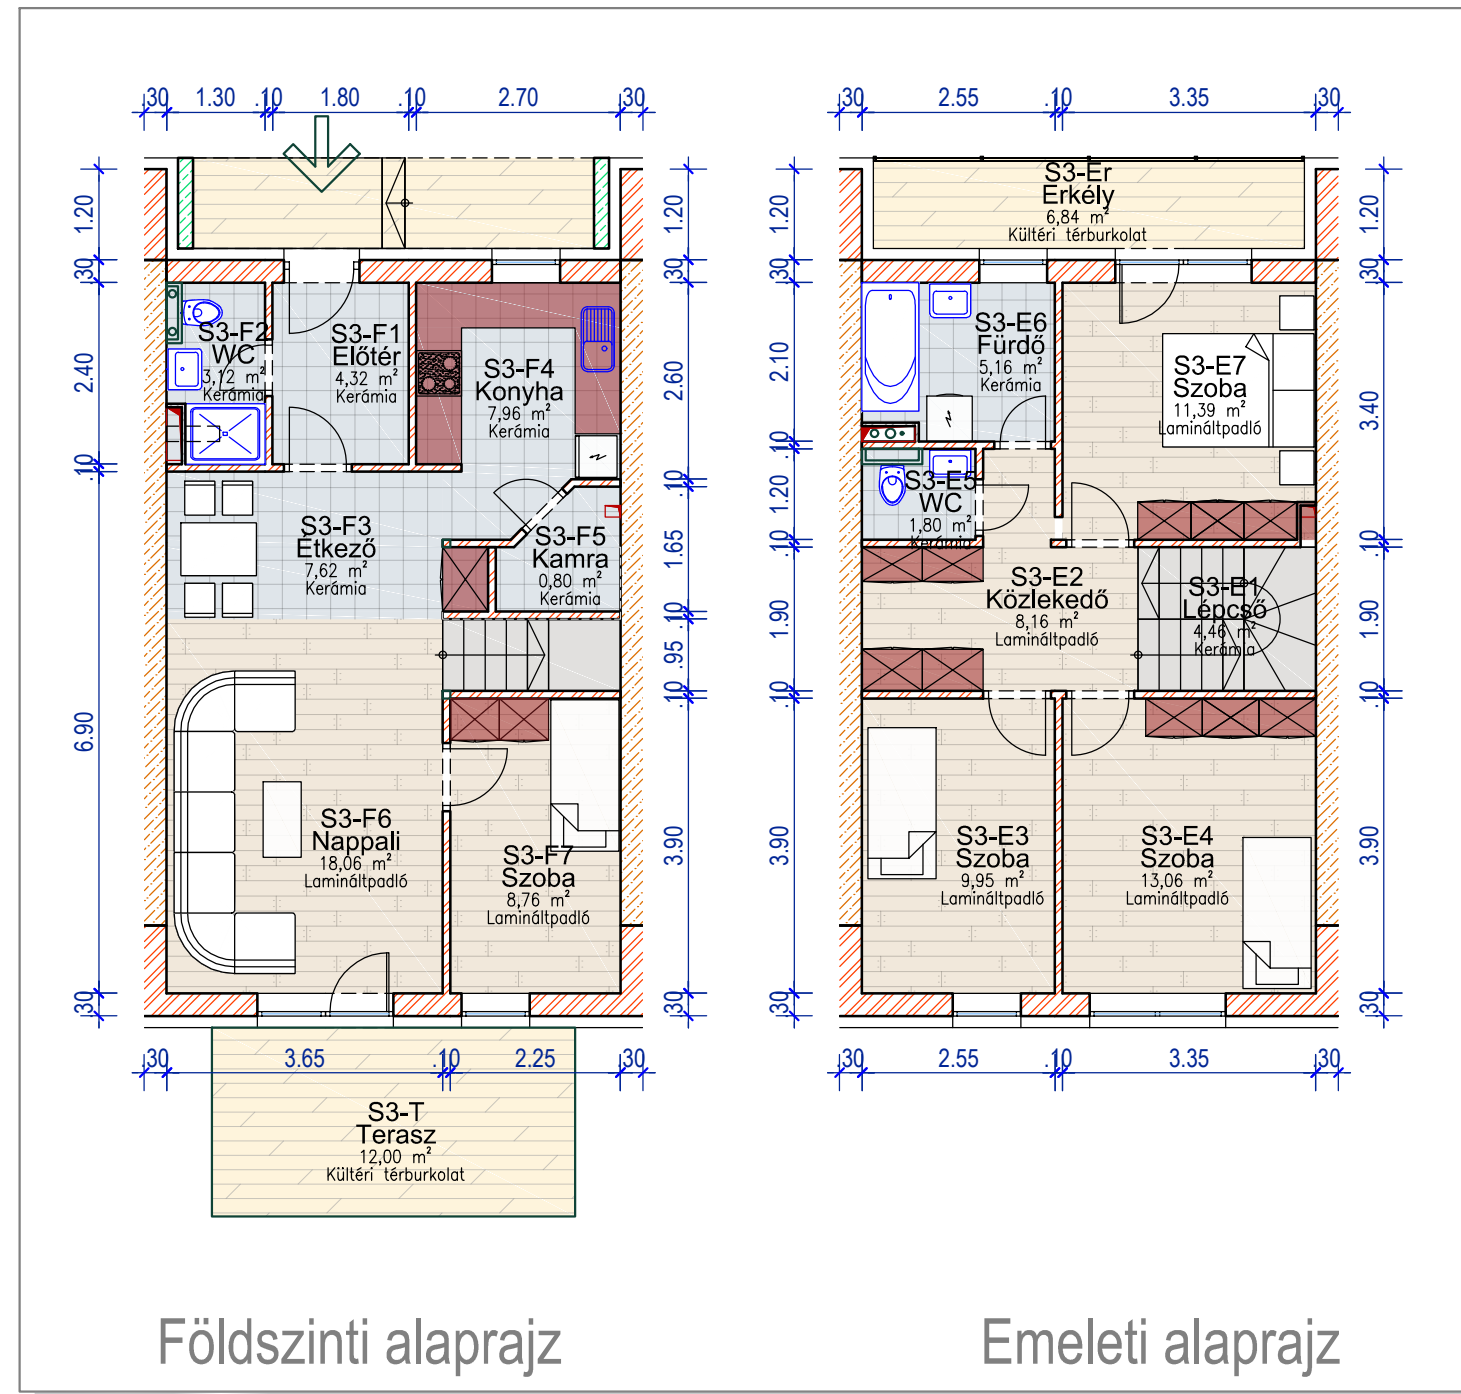 .30 1.30 .10 1.80 .10 2.70 .30
.30 2.55 .10 3.35 .30
1.20
.30
2.40
.10
6.90
.30
1.20
.30
2.60
.10
1.65
.10
.95
.10
3.90
.30
S3-F2
WC
3,12 m²
Kerámia
S3-F1
Előtér
4,32 m²
Kerámia
S3-F4
Konyha
7,96 m²
Kerámia
S3-F3
Étkező
7,62 m²
Kerámia
S3-F5
Kamra
0,80 m²
Kerámia
S3-F6
Nappali
18,06 m²
Lamináltpadló
S3-F7
Szoba
8,76 m²
Lamináltpadló
.30 3.65 .10 2.25 .30
S3-T
Terasz
12,00 m²
Kültéri térburkolat
1.20
.30
2.10
.10
1.20
.10
1.90
.10
3.90
.30
1.20
.30
3.40
.10
1.90
.10
3.90
.30
S3-Er
Erkély
6,84 m²
Kültéri térburkolat
S3-E6
Fürdő
5,16 m²
Kerámia
S3-E7
Szoba
11,39 m²
Lamináltpadló
S3-E5
WC
1,80 m²
Kerámia
S3-E2
Közlekedő
8,16 m²
Lamináltpadló
S3-E1
Lépcső
4,46 m²
Kerámia
S3-E3
Szoba
9,95 m²
Lamináltpadló
S3-E4
Szoba
13,06 m²
Lamináltpadló
.30 2.55 .10 3.35 .30
Földszinti alaprajz
Emeleti alaprajz